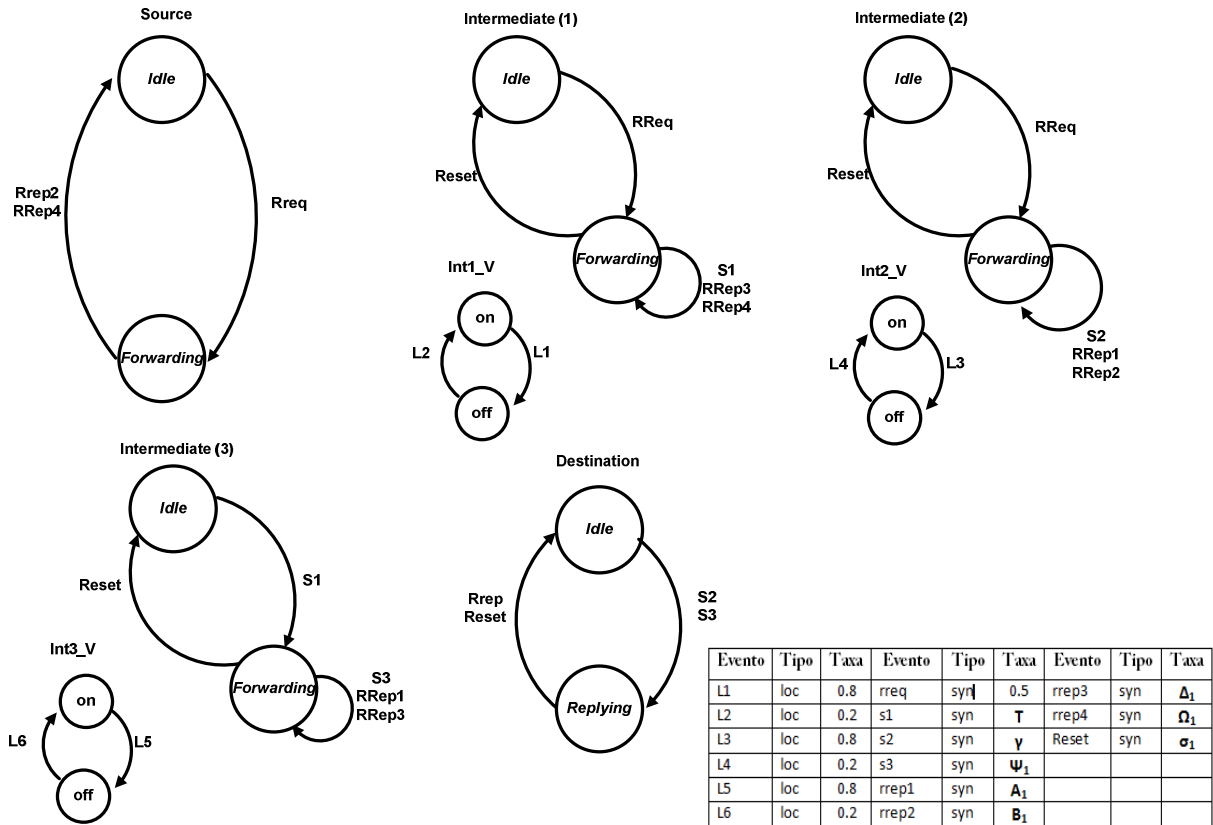 Source
Idle
Rrep2
RRep4
Rreq
Forwarding
Intermediate (1)
Idle
RReq
Reset
Forwarding
S1
RRep3
RRep4
Int1_V
on
L2
L1
off
Intermediate (2)
Idle
RReq
Reset
Forwarding
S2
RRep1
RRep2
Int2_V
on
L4
L3
off
Intermediate (3)
Idle
S1
Reset
Forwarding
S3
RRep1
RRep3
Int3_V
on
L6
L5
off
Destination
Idle
Rrep
Reset
S2
S3
Replying
Evento Tipo Taxa Evento Tipo Taxa Evento Tipo Taxa
L1 loc 0.8 rreq syn 0.5 rrep3 syn Δ1
L2 loc 0.2 s1 syn T rrep4 syn Ω1
L3 loc 0.8 s2 syn γ Reset syn σ1
L4 loc 0.2 s3 syn Ψ1
L5 loc 0.8 rrep1 syn A1
L6 loc 0.2 rrep2 syn B1